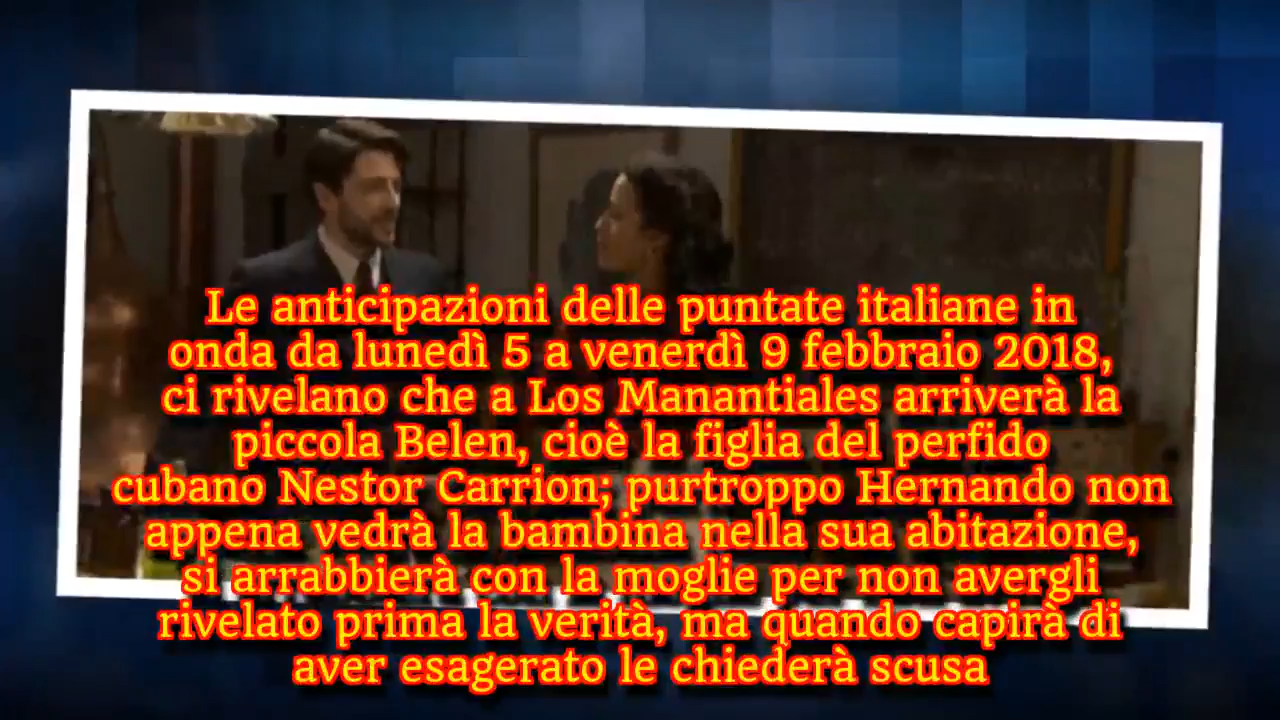 Le anticipazioni delle puntate italiane in
onda da lunedì 5 a venerdì 9 febbraio 2018,
ci rivelano che a Los Manantiales arriverà la
piccola Belen, cioè la figlia del perfido
cubano Nestor Carrion; purtroppo Hernando non
appena vedrà la bambina nella sua abitazione,
si arrabbierà con la moglie per non avergli
rivelato prima la verità, ma quando capirà di
aver esagerato le chiederà scusa